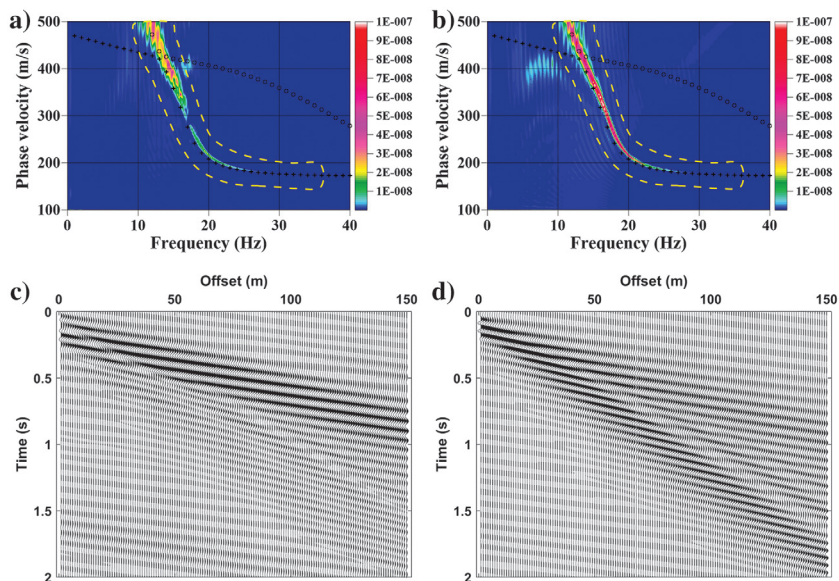 a)
b)
500
400
300
200
100
Phase velocity (m/s)
0
10
20
30
40
Frequency (Hz)
1E-007
9E-008
8E-008
7E-008
6E-008
5E-008
4E-008
3E-008
2E-008
1E-008
500
400
300
200
100
Phase velocity (m/s)
0
10
20
30
40
Frequency (Hz)
1E-007
9E-008
8E-008
7E-008
6E-008
5E-008
4E-008
3E-008
2E-008
1E-008
c)
Offset (m)
0
50
100
150
0
0.5
1
1.5
2
Time (s)
d)
Offset (m)
0
50
100
150
0
0.5
1
1.5
2
Time (s)